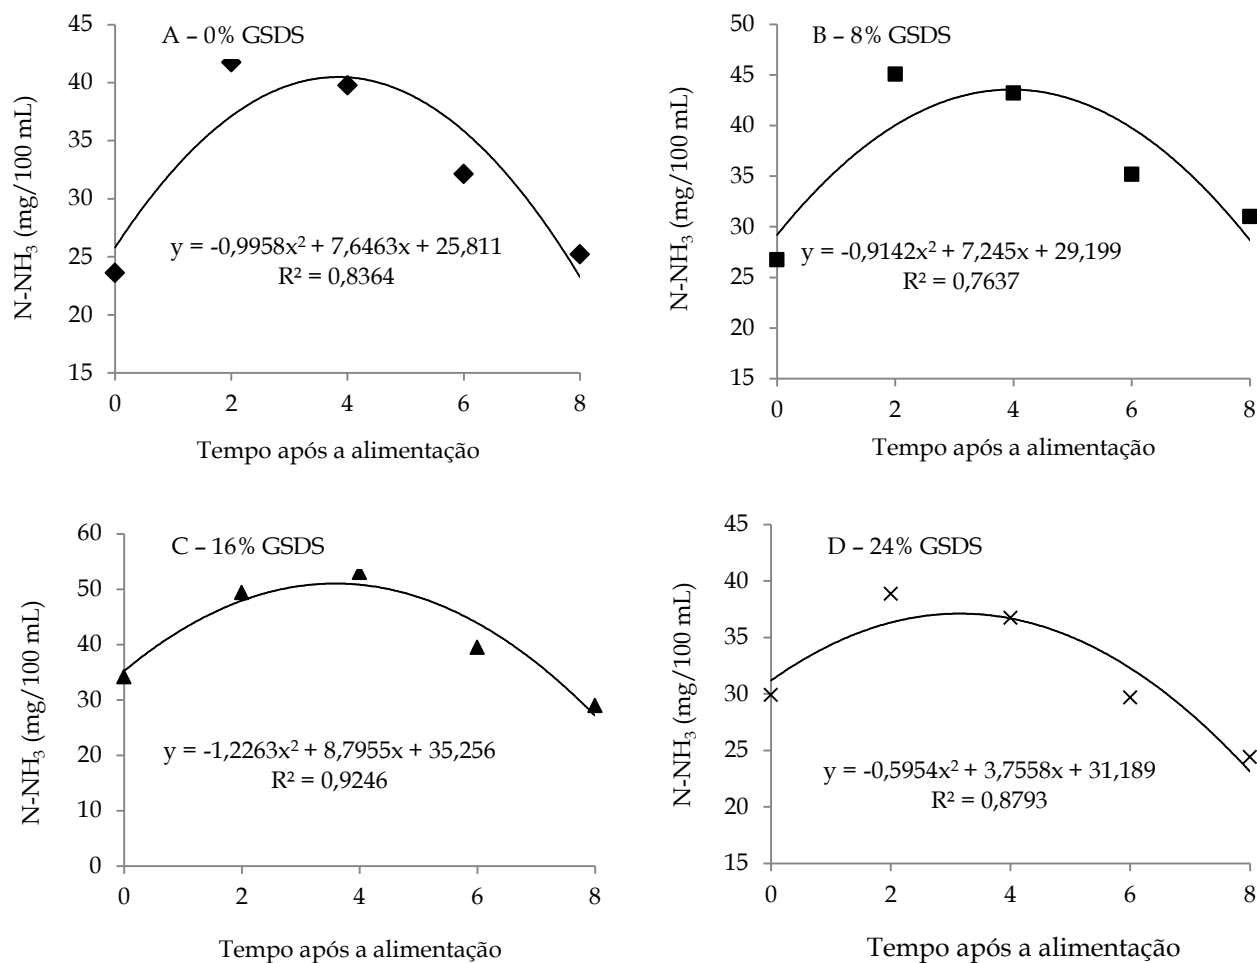 A – 0% GSDS
N-NH₃ (mg/100 mL)
45
40
35
30
25
20
15
y = -0,9958x² + 7,6463x + 25,811
R² = 0,8364
0 2 4 6 8
Tempo após a alimentação
B – 8% GSDS
N-NH₃ (mg/100 mL)
50
45
40
35
30
25
20
15
y = -0,9142x² + 7,245x + 29,199
R² = 0,7637
0 2 4 6 8
Tempo após a alimentação
C – 16% GSDS
N-NH₃ (mg/100 mL)
60
50
40
30
20
10
0
y = -1,2263x² + 8,7955x + 35,256
R² = 0,9246
0 2 4 6 8
Tempo após a alimentação
D – 24% GSDS
N-NH₃ (mg/100 mL)
45
40
35
30
25
20
15
y = -0,5954x² + 3,7558x + 31,189
R² = 0,8793
0 2 4 6 8
Tempo após a alimentação